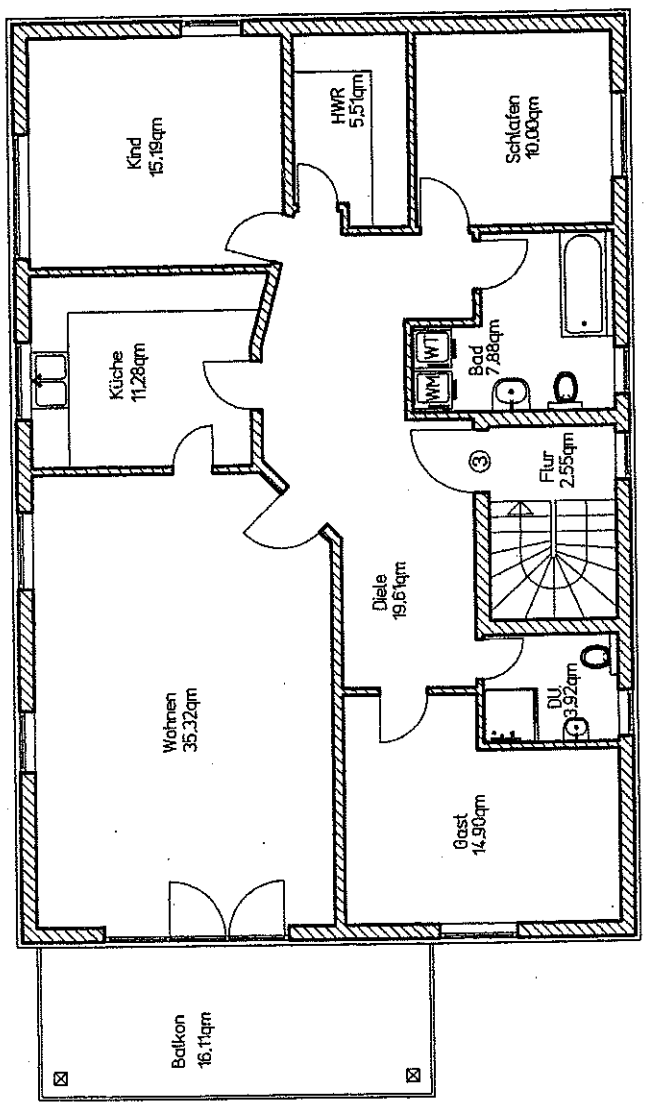 Kind
15.19qm
HWR
5.51qm
Schlafen
10.00qm
Küche
11.28qm
WM
WT
Bad
7.88qm
Flur
2.55qm
3
Diele
19.61qm
Wohnen
35.32qm
DU.
3.92qm
Gast
14.90qm
Balkon
16.11qm